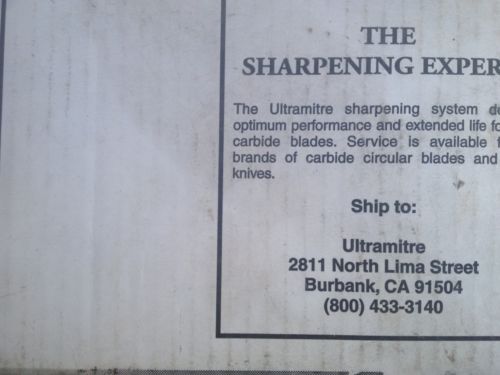 THE
SHARPENING EXPER
The Ultramitre sharpening system de
optimum performance and extended life fo
carbide blades. Service is available f
brands of carbide circular blades and
knives.
Ship to:
Ultramitre
2811 North Lima Street
Burbank, CA 91504
(800) 433-3140